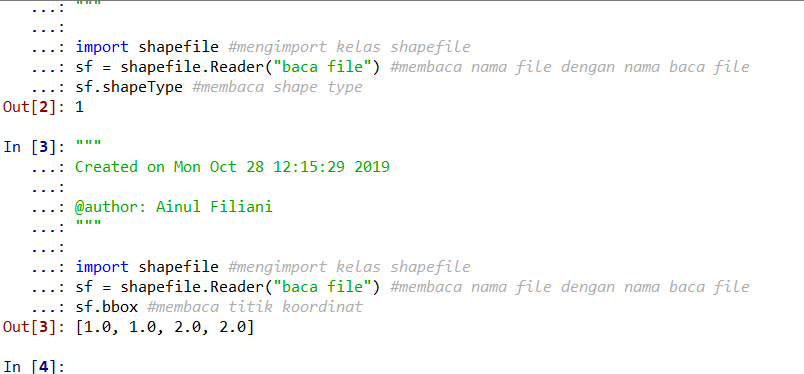 ...: """
...:
...: import shapefile #mengimport kelas shapefile
...: sf = shapefile.Reader("baca file") #membaca nama file dengan nama baca file
...: sf.shapeType #membaca shape type
Out[2]: 1
In [3]: """
...: Created on Mon Oct 28 12:15:29 2019
...:
...: @author: Ainul Filiani
...: """
...:
...: import shapefile #mengimport kelas shapefile
...: sf = shapefile.Reader("baca file") #membaca nama file dengan nama baca file
...: sf.bbox #membaca titik koordinat
Out[3]: [1.0, 1.0, 2.0, 2.0]
In [4]: